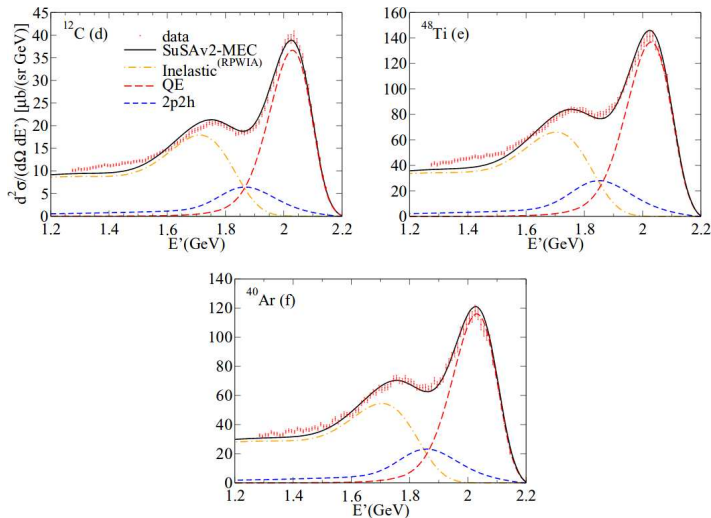 ¹²C (d)
data
SuSAv2-MEC
Inelastic(RPWIA)
QE
2p2h
d²σ/(dΩ dE’) [μb/(sr GeV)]
45
40
35
30
25
20
15
10
5
0
1.2 1.4 1.6 1.8 2 2.2
E’(GeV)
⁴⁸Ti (e)
160
140
120
100
80
60
40
20
0
1.2 1.4 1.6 1.8 2 2.2
E’(GeV)
⁴⁰Ar (f)
140
120
100
80
60
40
20
0
1.2 1.4 1.6 1.8 2 2.2
E’(GeV)